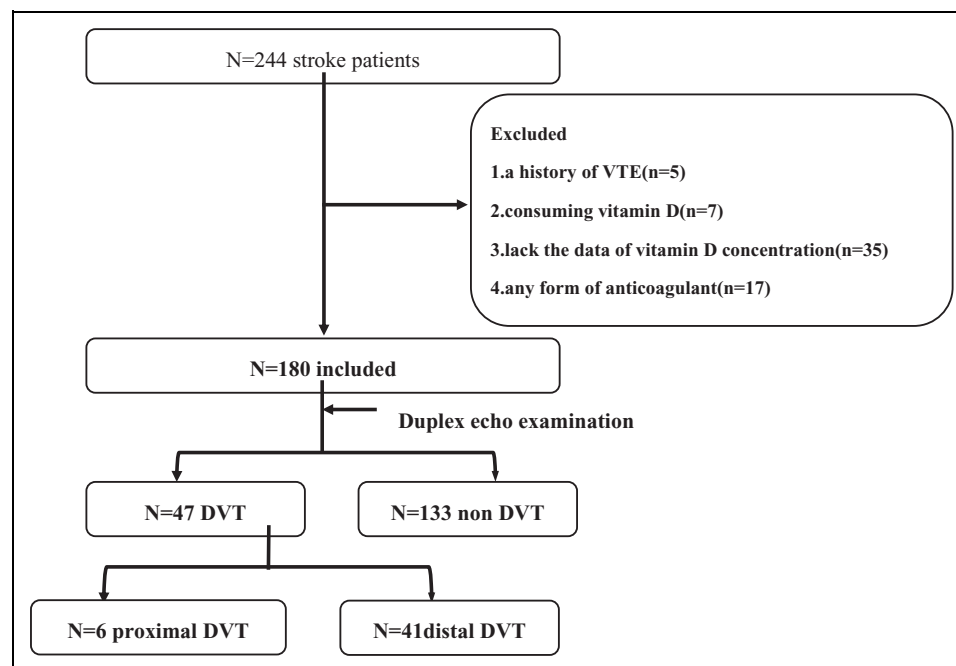 N=244 stroke patients
Excluded
1.a history of VTE(n=5)
2.consuming vitamin D(n=7)
3.lack the data of vitamin D concentration(n=35)
4.any form of anticoagulant(n=17)
N=180 included
Duplex echo examination
N=47 DVT
N=133 non DVT
N=6 proximal DVT
N=41distal DVT